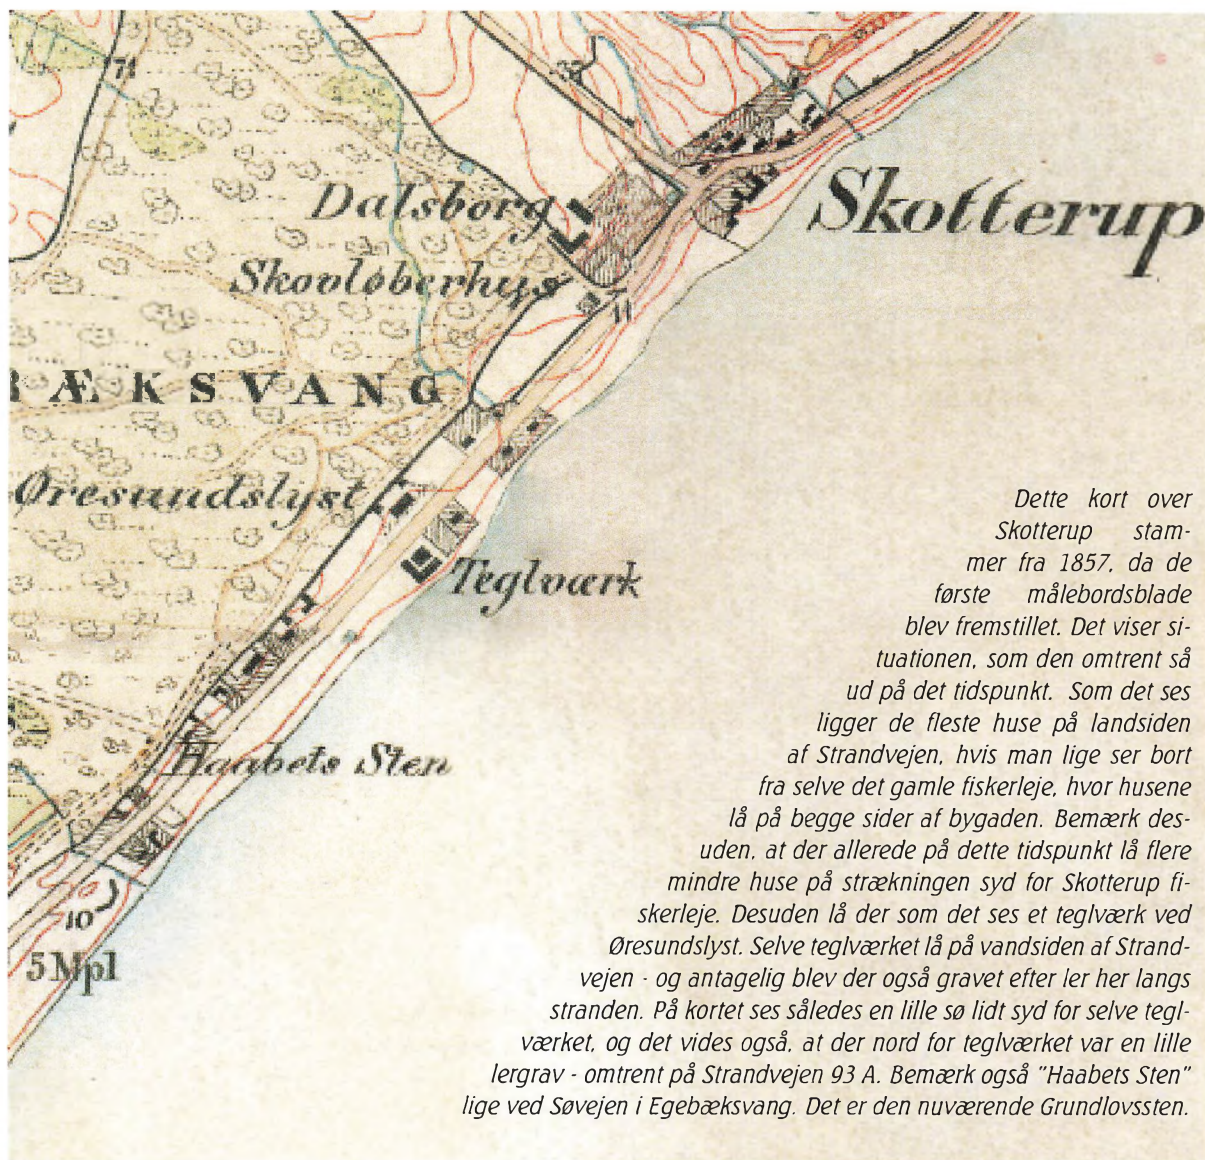 71
Dalsborg
Skotterup
Skovløberhus
11
ÆKSVANG
Øresundslyst
Teglværk
Haabets Sten
10
5 Mpl
Dette kort over
Skotterup stam-
mer fra 1857, da de
første målebordsblade
blev fremstillet. Det viser si-
tuationen, som den omtrent så
ud på det tidspunkt. Som det ses
ligger de fleste huse på landsiden
af Strandvejen, hvis man lige ser bort
fra selve det gamle fiskerleje, hvor husene
lå på begge sider af bygaden. Bemærk des-
uden, at der allerede på dette tidspunkt lå flere
mindre huse på strækningen syd for Skotterup fi-
skerleje. Desuden lå der som det ses et teglværk ved
Øresundslyst. Selve teglværket lå på vandsiden af Strand-
vejen - og antagelig blev der også gravet efter ler her langs
stranden. På kortet ses således en lille sø lidt syd for selve tegl-
værket, og det vides også, at der nord for teglværket var en lille
lergrav - omtrent på Strandvejen 93 A. Bemærk også "Haabets Sten"
lige ved Søvejen i Egebæksvang. Det er den nuværende Grundlovssten.